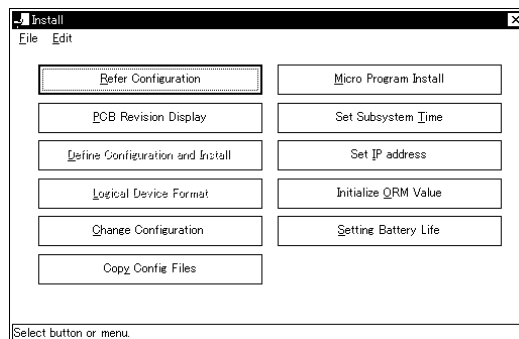 Install
File Edit
Refer Configuration
PCB Revision Display
Define Configuration and Install
Logical Device Format
Change Configuration
Copy Config Files
Micro Program Install
Set Subsystem Time
Set IP address
Initialize ORM Value
Setting Battery Life
Select button or menu.